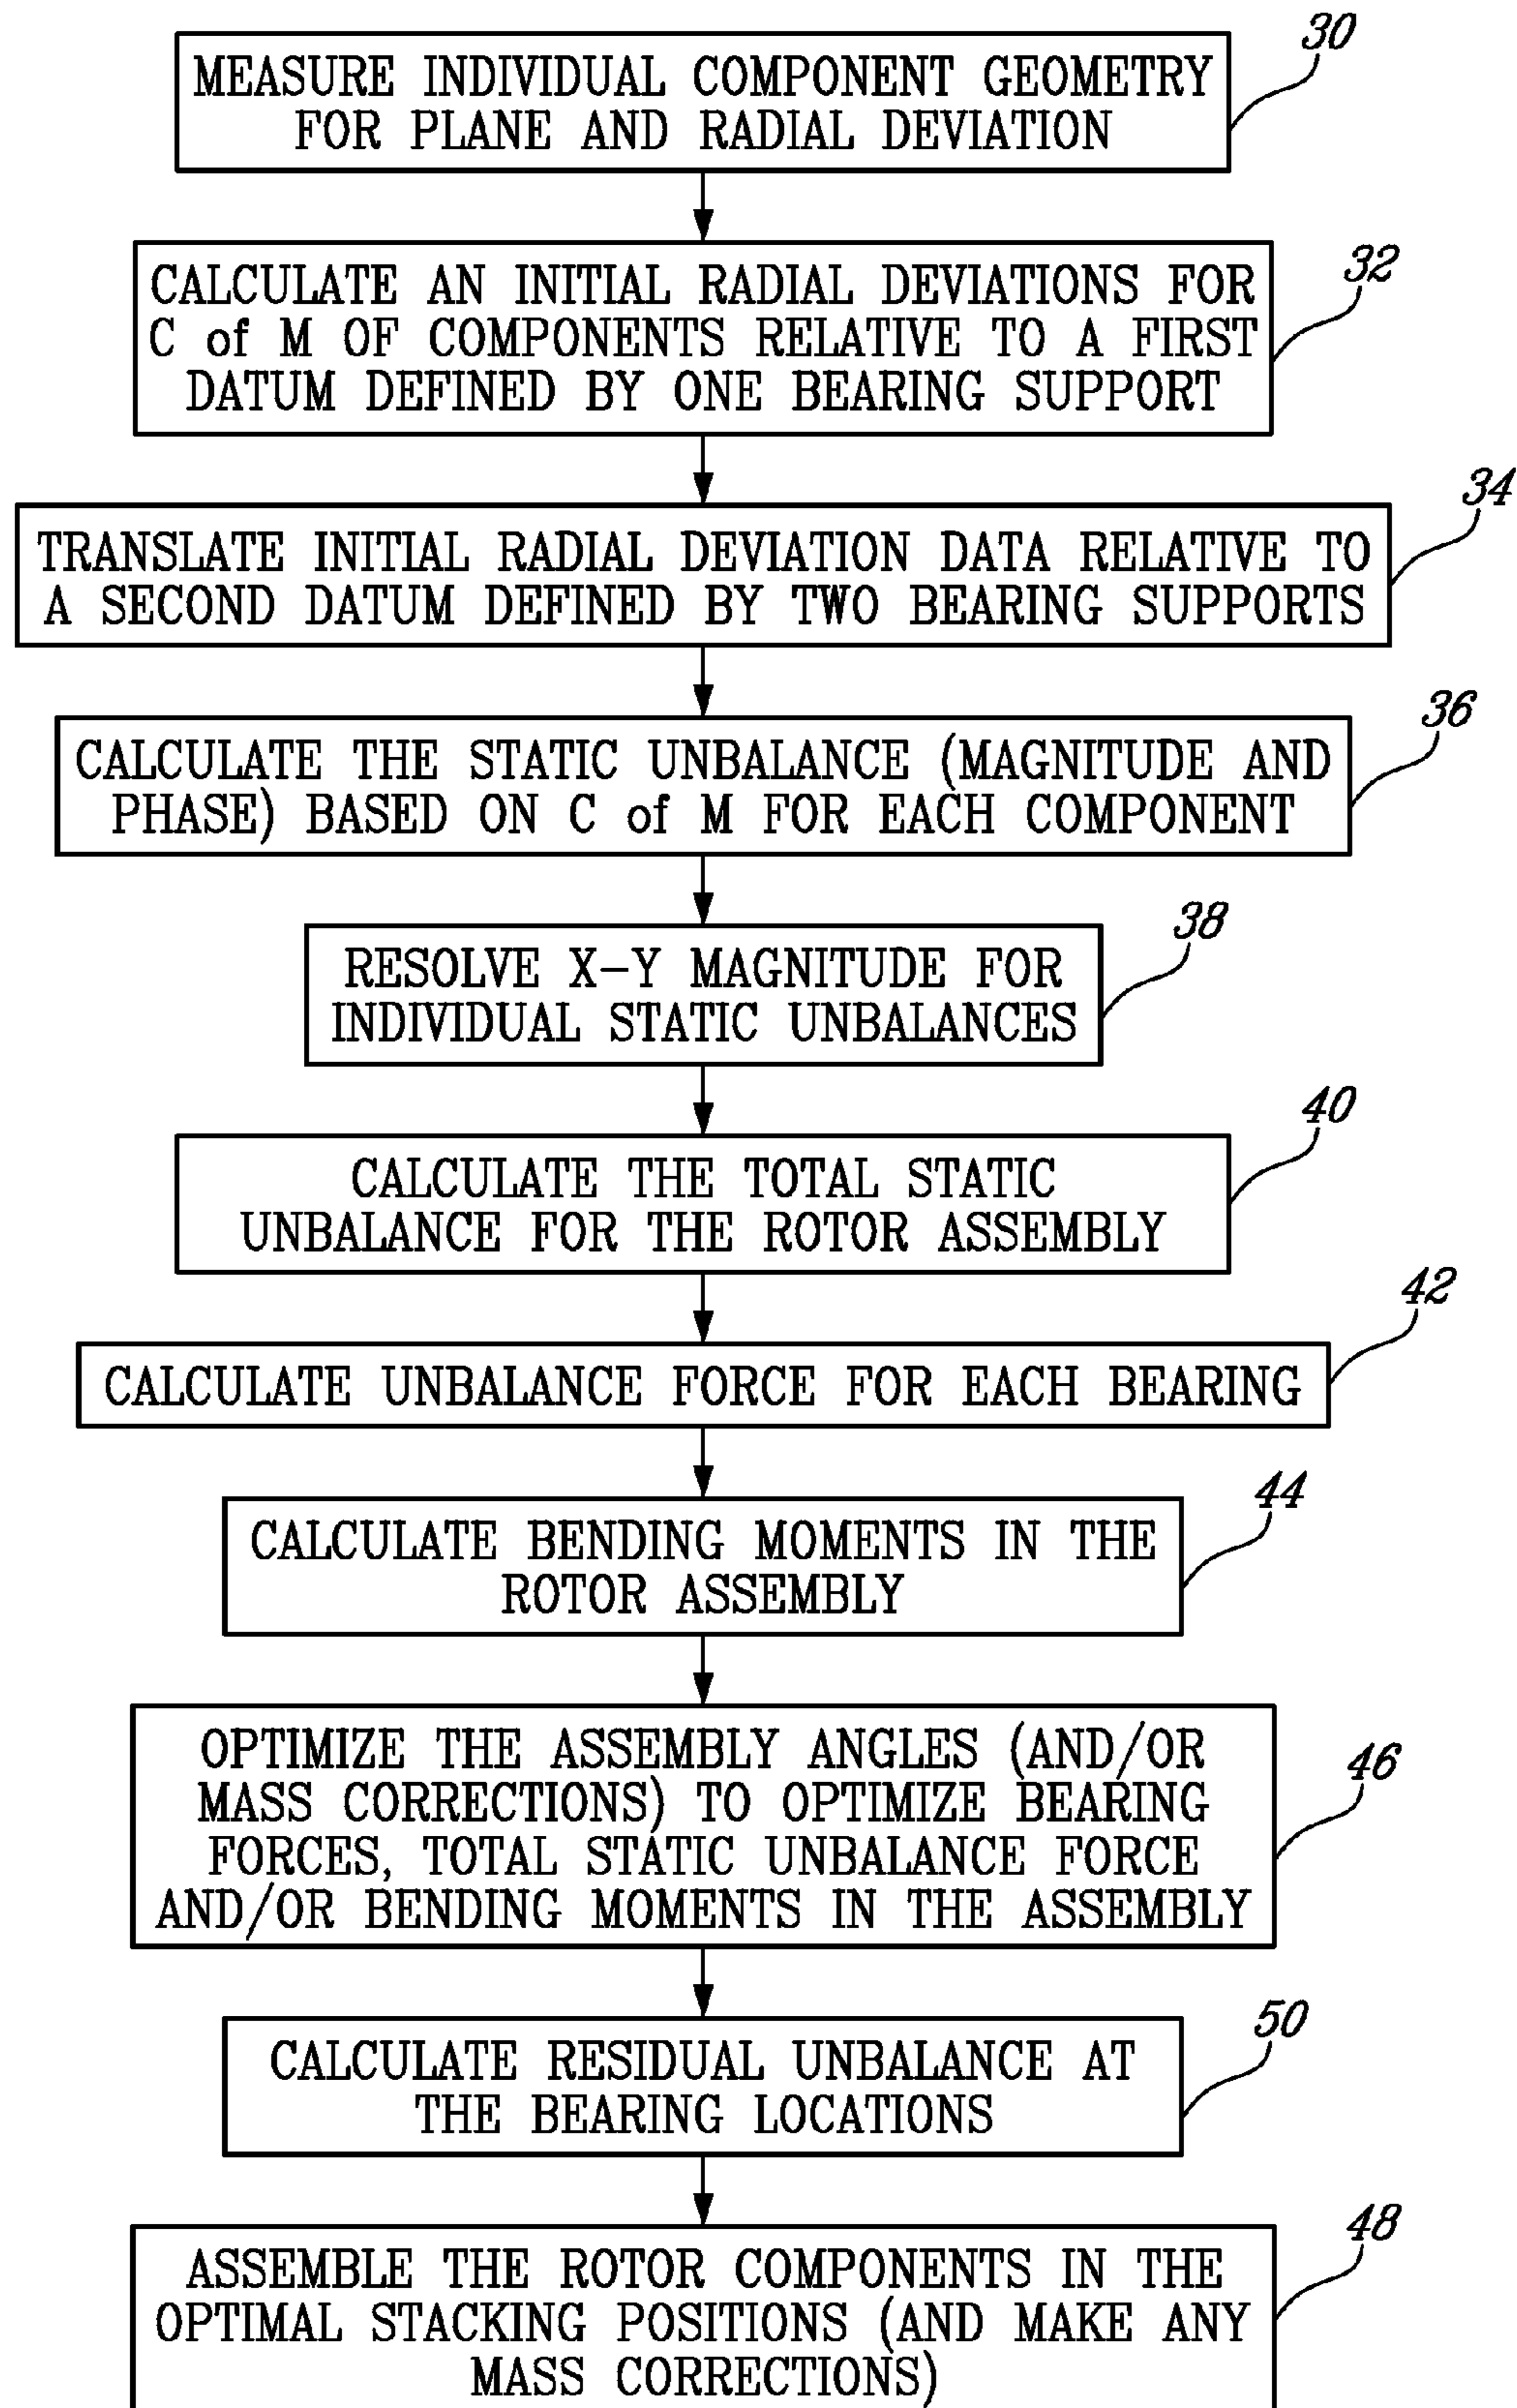 30
MEASURE INDIVIDUAL COMPONENT GEOMETRY
FOR PLANE AND RADIAL DEVIATION
32
CALCULATE AN INITIAL RADIAL DEVIATIONS FOR
C of M OF COMPONENTS RELATIVE TO A FIRST
DATUM DEFINED BY ONE BEARING SUPPORT
34
TRANSLATE INITIAL RADIAL DEVIATION DATA RELATIVE TO
A SECOND DATUM DEFINED BY TWO BEARING SUPPORTS
36
CALCULATE THE STATIC UNBALANCE (MAGNITUDE AND
PHASE) BASED ON C of M FOR EACH COMPONENT
38
RESOLVE X-Y MAGNITUDE FOR
INDIVIDUAL STATIC UNBALANCES
40
CALCULATE THE TOTAL STATIC
UNBALANCE FOR THE ROTOR ASSEMBLY
42
CALCULATE UNBALANCE FORCE FOR EACH BEARING
44
CALCULATE BENDING MOMENTS IN THE
ROTOR ASSEMBLY
46
OPTIMIZE THE ASSEMBLY ANGLES (AND/OR
MASS CORRECTIONS) TO OPTIMIZE BEARING
FORCES, TOTAL STATIC UNBALANCE FORCE
AND/OR BENDING MOMENTS IN THE ASSEMBLY
50
CALCULATE RESIDUAL UNBALANCE AT
THE BEARING LOCATIONS
48
ASSEMBLE THE ROTOR COMPONENTS IN THE
OPTIMAL STACKING POSITIONS (AND MAKE ANY
MASS CORRECTIONS)